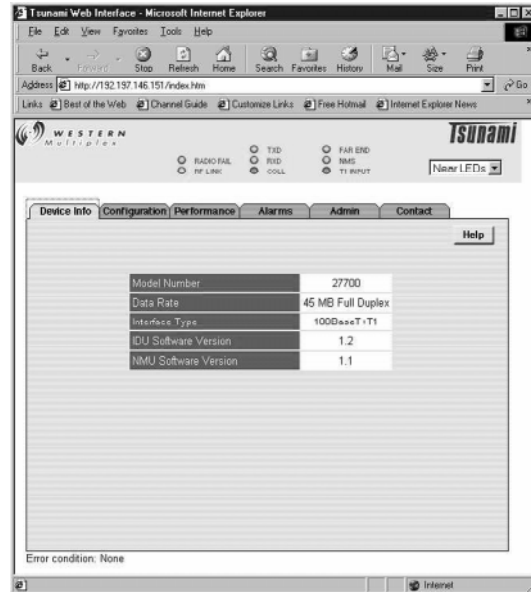 Tsunami Web Interface - Microsoft Internet Explorer
File Edit View Favorites Tools Help
Back Forward Stop Refresh Home Search Favorites History Mail Size Print
Address http://192.197.146.151/index.htm Go
Links Best of the Web Channel Guide Customize Links Free Hotmail Internet Explorer News
WESTERN
Multiplex
Tsunami
TXD FAR END
RADIO FAIL RXD NMS
RF LINK COLL T1 INPUT
Near LEDs
Device Info Configuration Performance Alarms Admin Contact
Help
Model Number 27700
Data Rate 45 MB Full Duplex
Interface Type 100BaseT+T1
IDU Software Version 1.2
NMU Software Version 1.1
Error condition: None
Internet